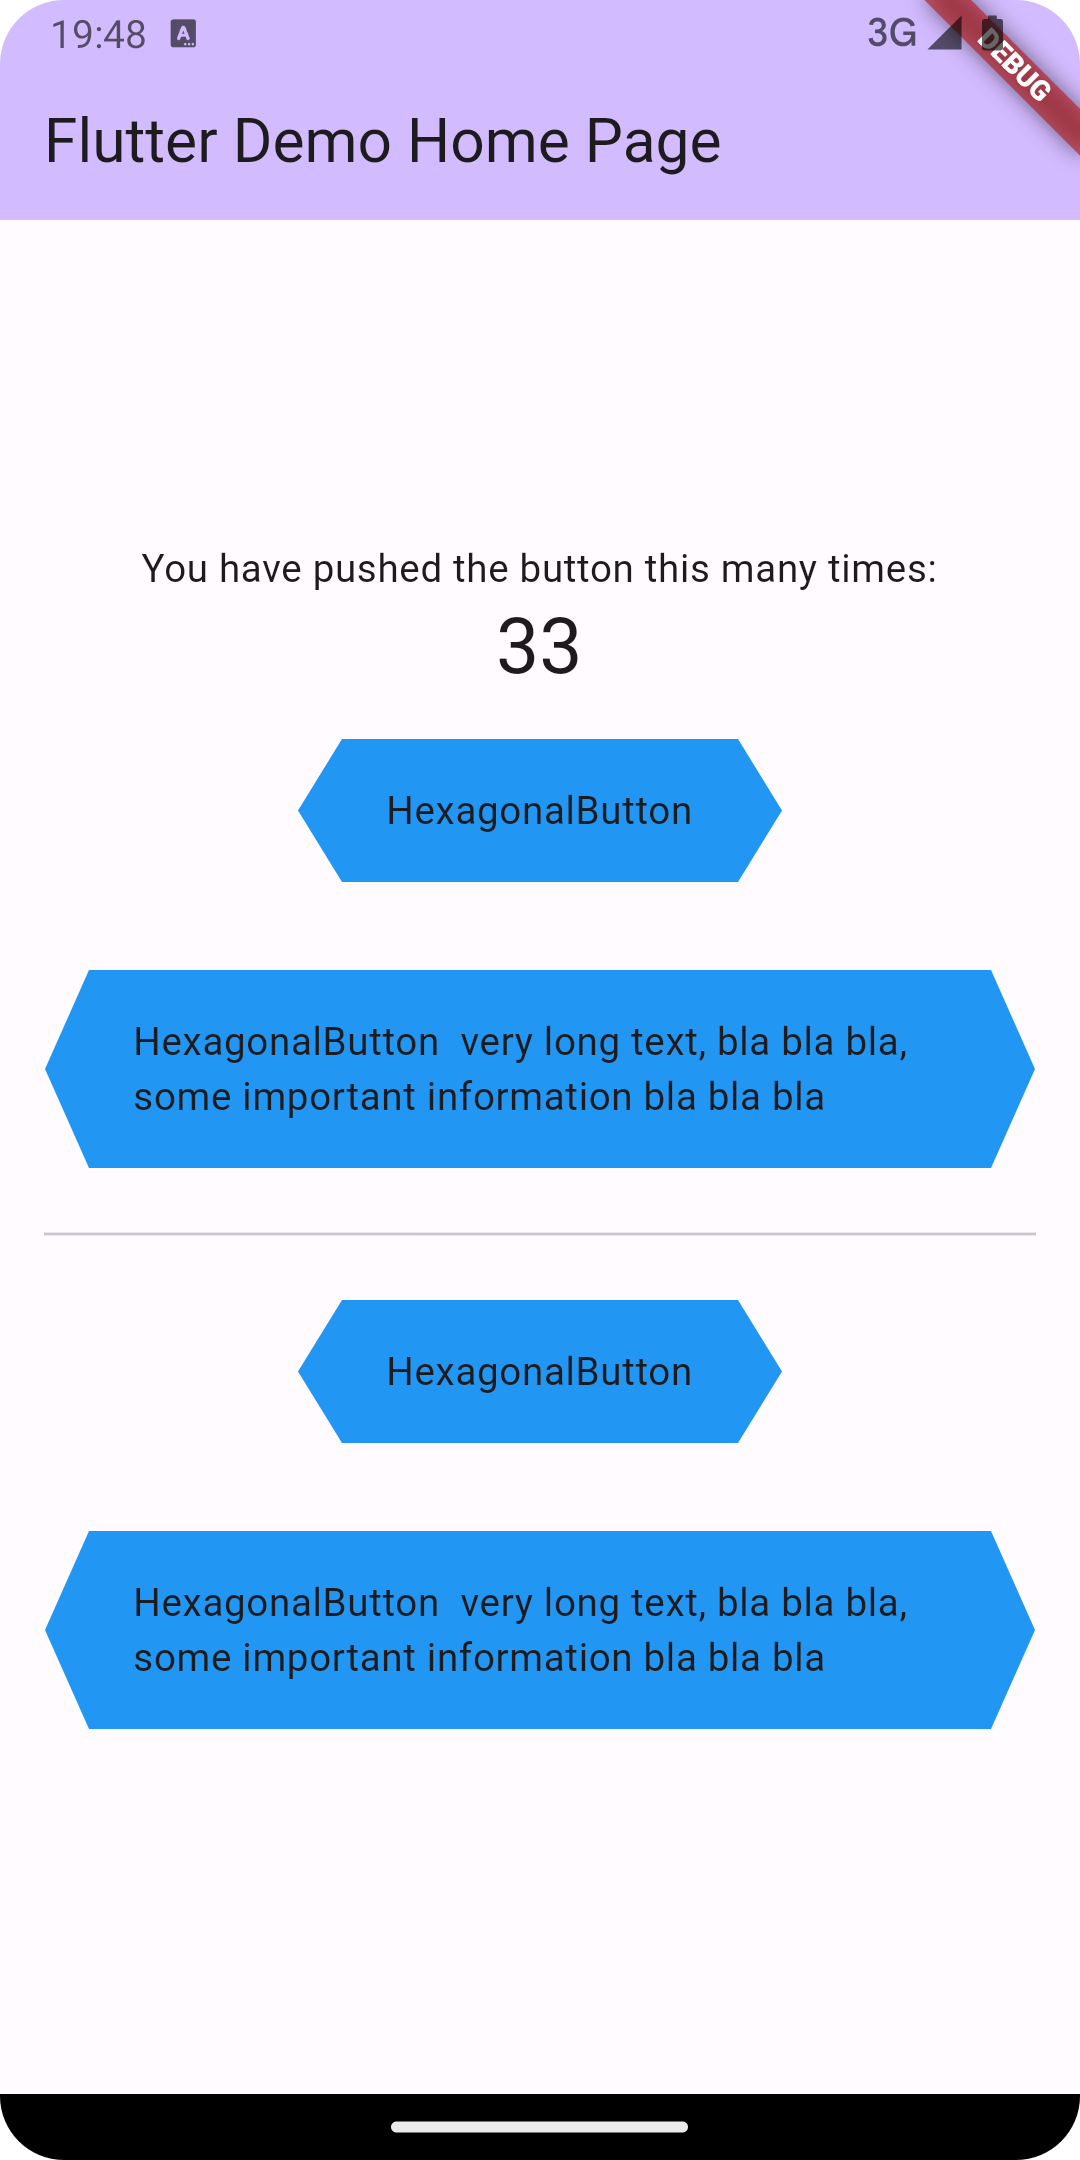 19:48 A 3G
DEBUG
Flutter Demo Home Page
You have pushed the button this many times:
33
HexagonalButton
HexagonalButton  very long text, bla bla bla,
some important information bla bla bla
HexagonalButton
HexagonalButton  very long text, bla bla bla,
some important information bla bla bla